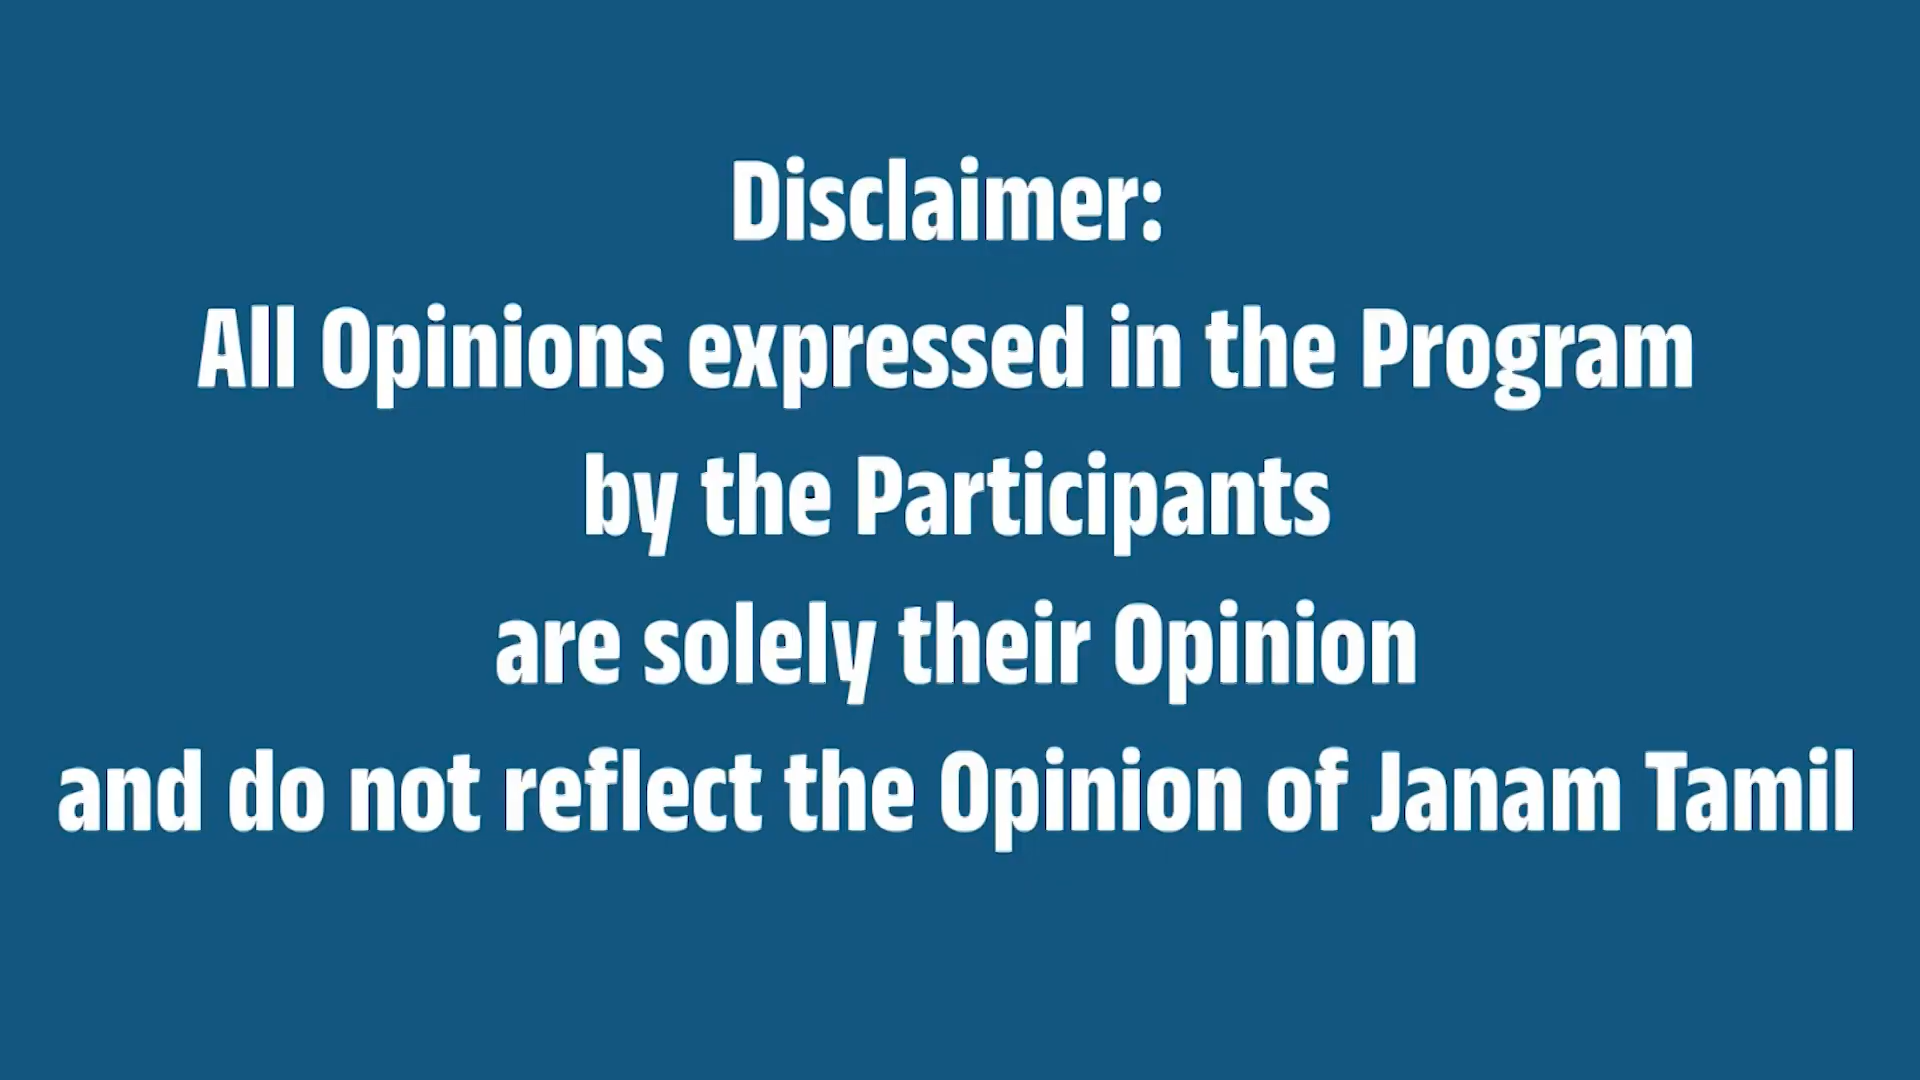 Disclaimer:
All Opinions expressed in the Program
by the Participants
are solely their Opinion
and do not reflect the Opinion of Janam Tamil